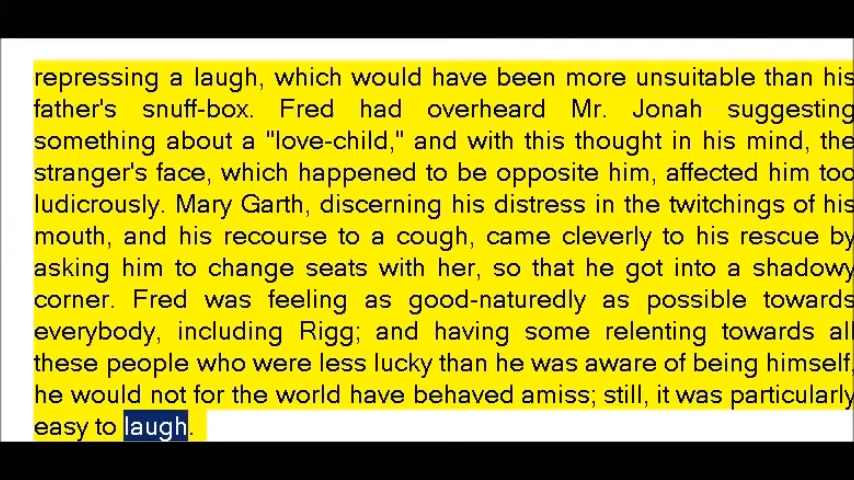 repressing a laugh, which would have been more unsuitable than his
father's snuff-box. Fred had overheard Mr. Jonah suggesting
something about a "love-child," and with this thought in his mind, the
stranger's face, which happened to be opposite him, affected him too
ludicrously. Mary Garth, discerning his distress in the twitchings of his
mouth, and his recourse to a cough, came cleverly to his rescue by
asking him to change seats with her, so that he got into a shadowy
corner. Fred was feeling as good-naturedly as possible towards
everybody, including Rigg; and having some relenting towards all
these people who were less lucky than he was aware of being himself,
he would not for the world have behaved amiss; still, it was particularly
easy to laugh.